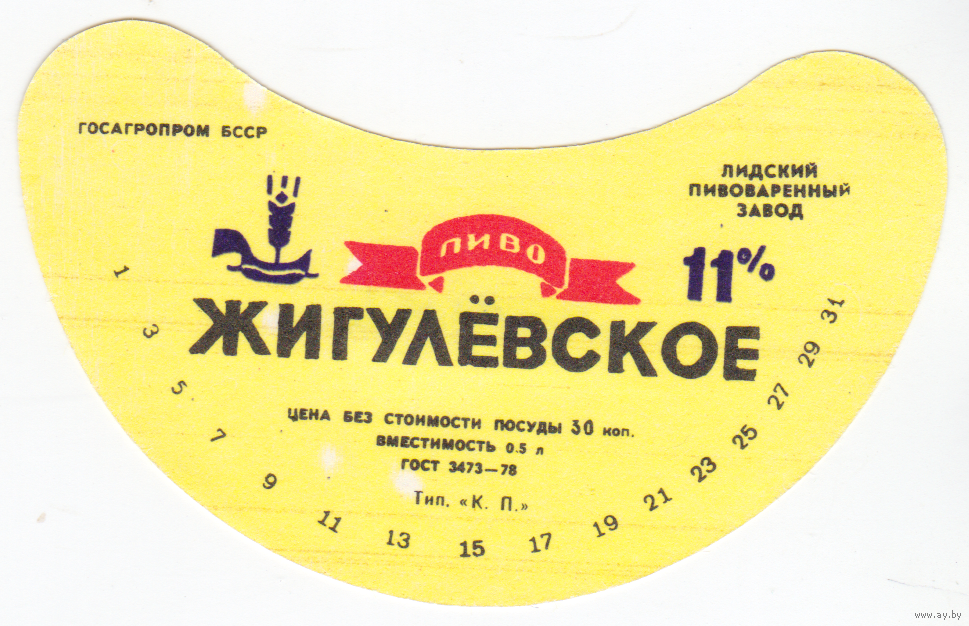 ГОСАГРОПРОМ БССР
ЛИДСКИЙ
ПИВОВАРЕННЫЙ
ЗАВОД
ПИВО
11%
ЖИГУЛЁВСКОЕ
ЦЕНА БЕЗ СТОИМОСТИ ПОСУДЫ 30 коп.
ВМЕСТИМОСТЬ 0.5 л
ГОСТ 3473—78
Тип. «К. П.»
1 3 5 7 9 11 13 15 17 19 21 23 25 27 29 31
www.ay.by